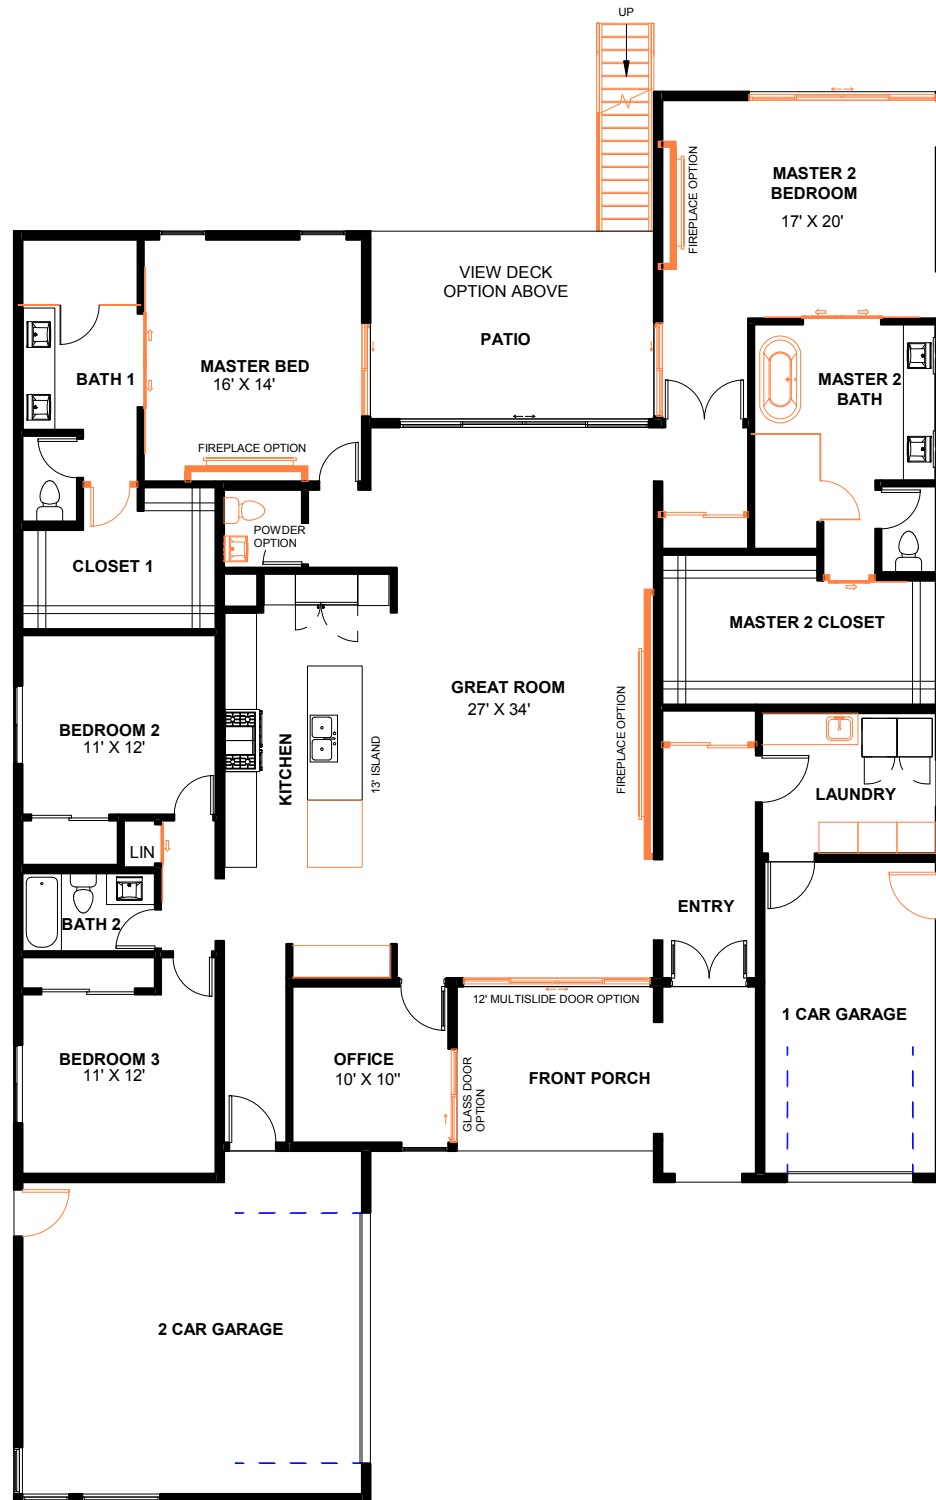 UP
MASTER 2
BEDROOM
17' X 20'
FIREPLACE OPTION
VIEW DECK
OPTION ABOVE
PATIO
MASTER BED
16' X 14'
BATH 1
MASTER 2
BATH
FIREPLACE OPTION
POWDER
OPTION
CLOSET 1
MASTER 2 CLOSET
GREAT ROOM
27' X 34'
BEDROOM 2
11' X 12'
KITCHEN
13' ISLAND
FIREPLACE OPTION
LAUNDRY
LIN
BATH 2
ENTRY
12' MULTISLIDE DOOR OPTION
1 CAR GARAGE
BEDROOM 3
11' X 12'
OFFICE
10' X 10"
GLASS DOOR
OPTION
FRONT PORCH
2 CAR GARAGE